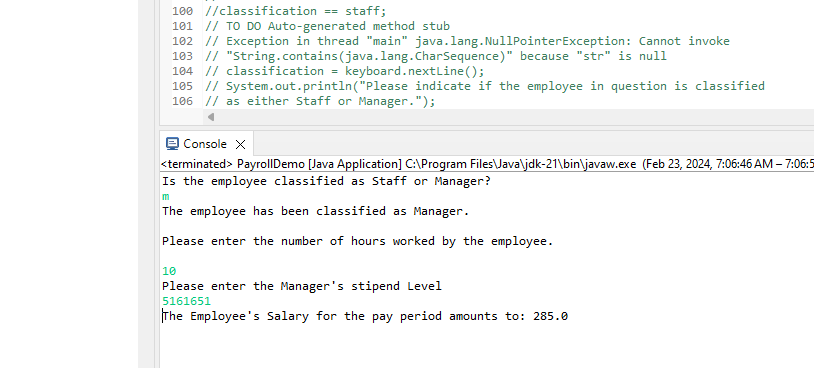 100 //classification == staff;
101 // TO DO Auto-generated method stub
102 // Exception in thread "main" java.lang.NullPointerException: Cannot invoke
103 // "String.contains(java.lang.CharSequence)" because "str" is null
104 // classification = keyboard.nextLine();
105 // System.out.println("Please indicate if the employee in question is classified
106 // as either Staff or Manager.");
Console
<terminated> PayrollDemo [Java Application] C:\Program Files\Java\jdk-21\bin\javaw.exe (Feb 23, 2024, 7:06:46 AM – 7:06:5
Is the employee classified as Staff or Manager?
m
The employee has been classified as Manager.
Please enter the number of hours worked by the employee.
10
Please enter the Manager's stipend Level
5161651
The Employee's Salary for the pay period amounts to: 285.0